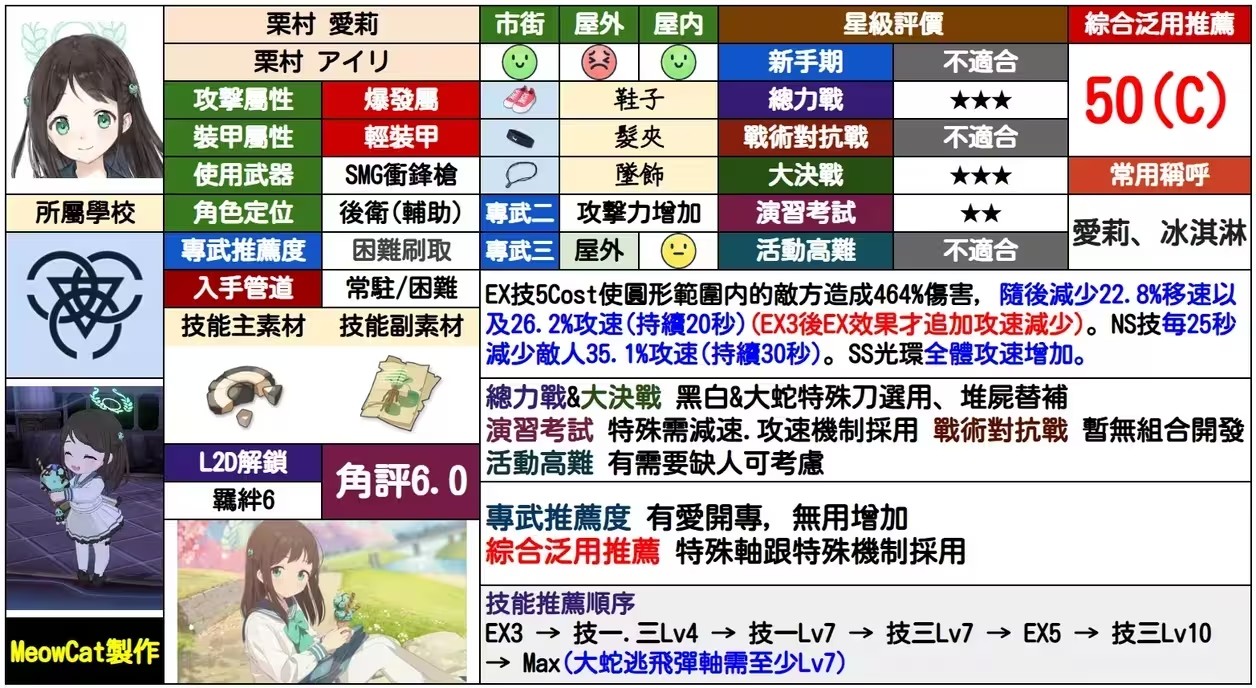 栗村 愛莉
栗村 アイリ
攻擊屬性 爆發屬
裝甲屬性 輕裝甲
使用武器 SMG衝鋒槍
所屬學校
角色定位 後衛(輔助)
專武推薦度 困難刷取
入手管道 常駐/困難
技能主素材 技能副素材
L2D解鎖
羈絆6
角評6.0
MeowCat製作
市街 屋外 屋内
鞋子
髮夾
墜飾
專武二 攻擊力增加
專武三 屋外
星級評價
新手期 不適合
總力戰 ★★★
戰術對抗戰 不適合
大決戰 ★★★
演習考試 ★★
活動高難 不適合
綜合泛用推薦
50(C)
常用稱呼
愛莉、冰淇淋
EX技5Cost使圓形範圍内的敵方造成464%傷害, 隨後減少22.8%移速以
及26.2%攻速(持續20秒)(EX3後EX效果才追加攻速減少)。NS技每25秒
減少敵人35.1%攻速(持續30秒)。SS光環全體攻速增加。
總力戰&大決戰 黑白&大蛇特殊刀選用、堆屍替補
演習考試 特殊需減速.攻速機制採用 戰術對抗戰 暫無組合開發
活動高難 有需要缺人可考慮
專武推薦度 有愛開專, 無用增加
綜合泛用推薦 特殊軸跟特殊機制採用
技能推薦順序
EX3 → 技一.三Lv4 → 技一Lv7 → 技三Lv7 → EX5 → 技三Lv10
→ Max(大蛇逃飛彈軸需至少Lv7)